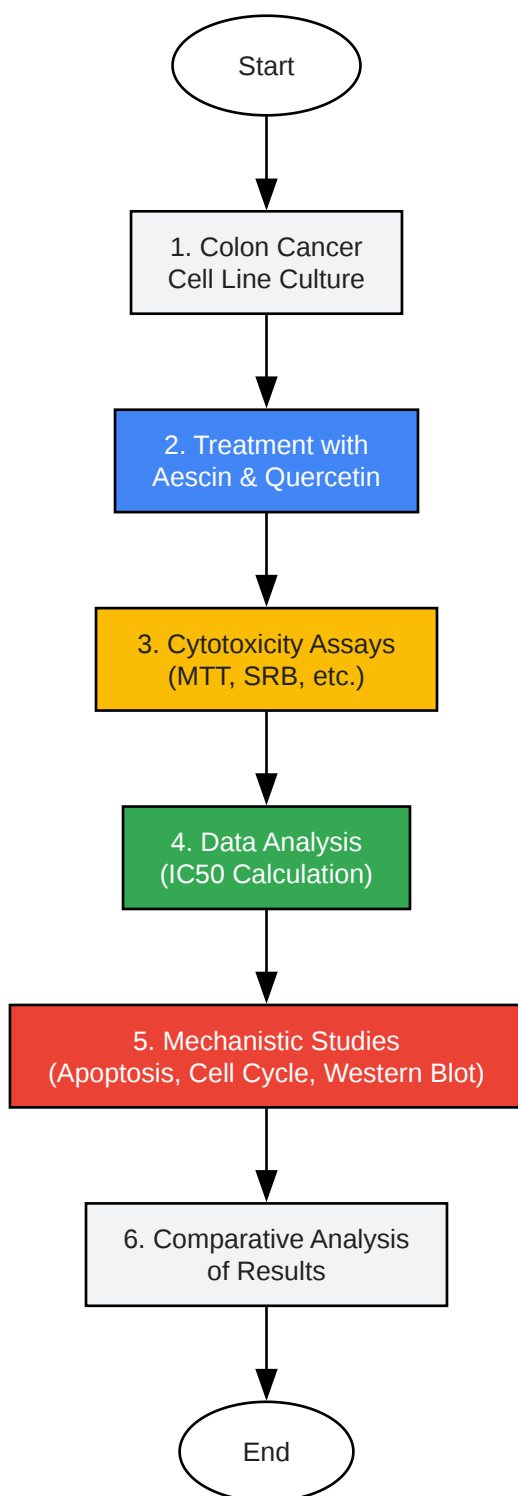 Start
1. Colon Cancer
Cell Line Culture
2. Treatment with
Aescin & Quercetin
3. Cytotoxicity Assays
(MTT, SRB, etc.)
4. Data Analysis
(IC50 Calculation)
5. Mechanistic Studies
(Apoptosis, Cell Cycle, Western Blot)
6. Comparative Analysis
of Results
End